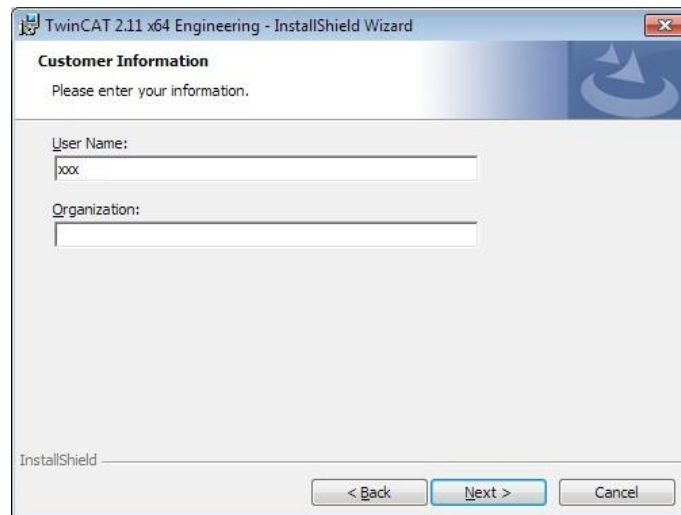 TwinCAT 2.11 x64 Engineering - InstallShield Wizard
Customer Information
Please enter your information.
User Name:
xxx
Organization:
InstallShield
< Back Next > Cancel